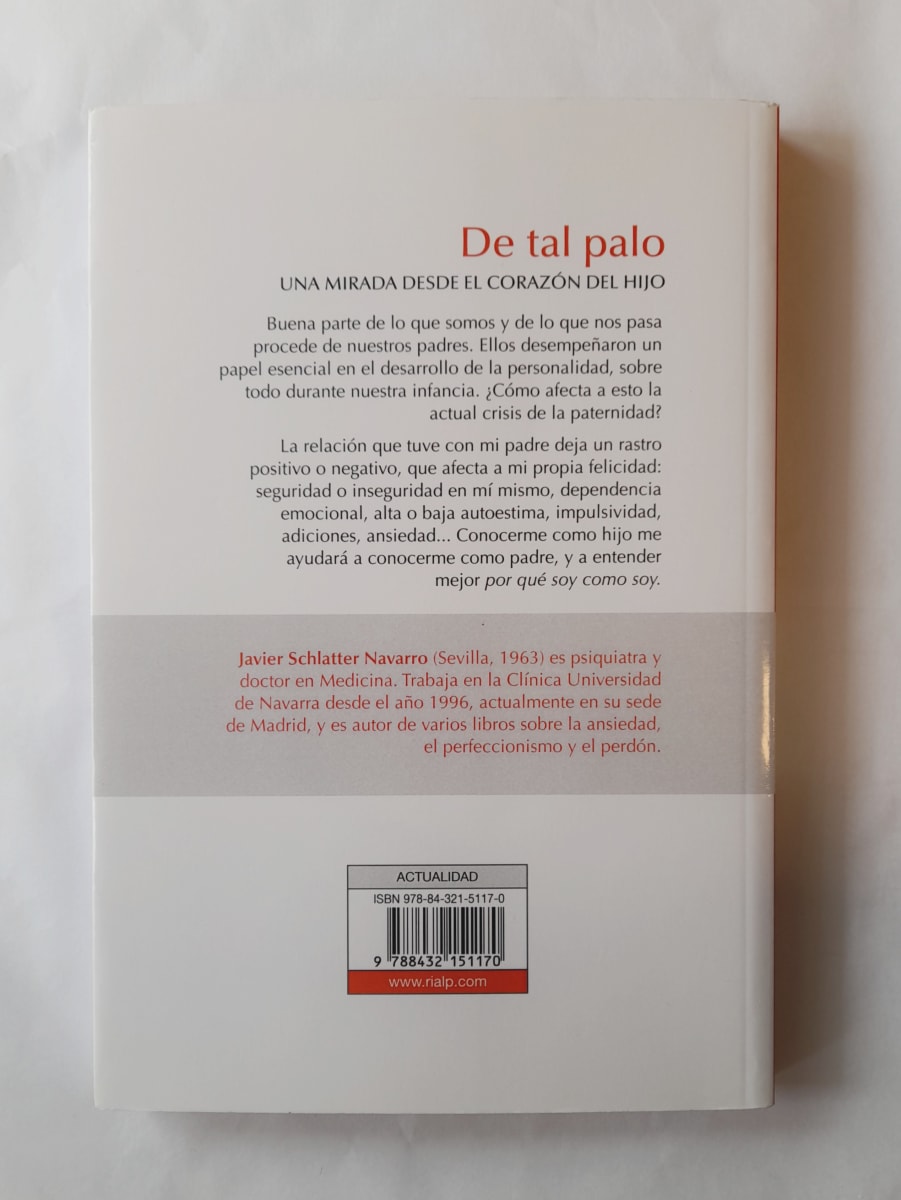 De tal palo
UNA MIRADA DESDE EL CORAZÓN DEL HIJO
Buena parte de lo que somos y de lo que nos pasa
procede de nuestros padres. Ellos desempeñaron un
papel esencial en el desarrollo de la personalidad, sobre
todo durante nuestra infancia. ¿Cómo afecta a esto la
actual crisis de la paternidad?
La relación que tuve con mi padre deja un rastro
positivo o negativo, que afecta a mi propia felicidad:
seguridad o inseguridad en mí mismo, dependencia
emocional, alta o baja autoestima, impulsividad,
adiciones, ansiedad... Conocerme como hijo me
ayudará a conocerme como padre, y a entender
mejor por qué soy como soy.
Javier Schlatter Navarro (Sevilla, 1963) es psiquiatra y
doctor en Medicina. Trabaja en la Clínica Universidad
de Navarra desde el año 1996, actualmente en su sede
de Madrid, y es autor de varios libros sobre la ansiedad,
el perfeccionismo y el perdón.
ACTUALIDAD
ISBN 978-84-321-5117-0
9 788432 151170
www.rialp.com